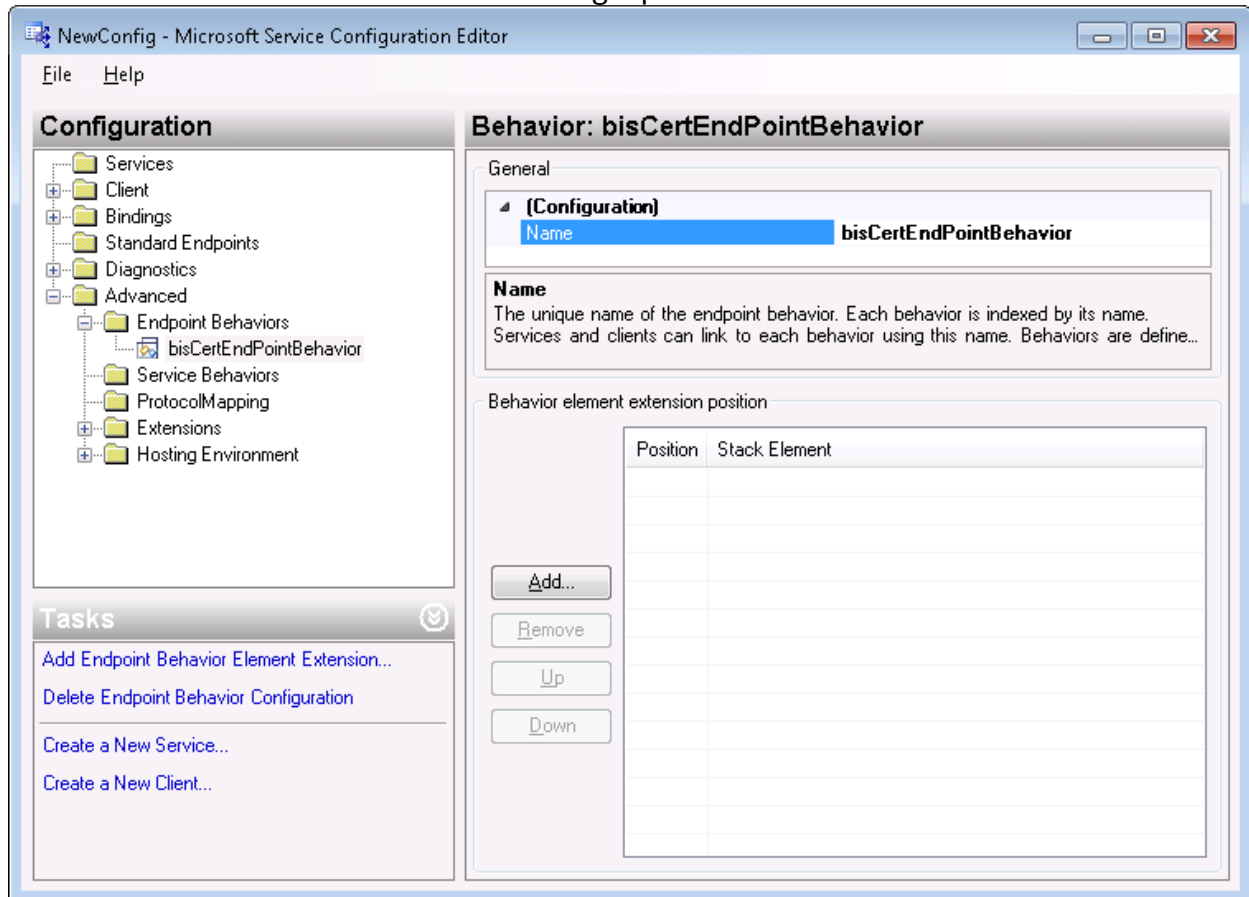 NewConfig - Microsoft Service Configuration Editor
File Help
Configuration
Services
Client
Bindings
Standard Endpoints
Diagnostics
Advanced
Endpoint Behaviors
bisCertEndPointBehavior
Service Behaviors
ProtocolMapping
Extensions
Hosting Environment
Tasks
Add Endpoint Behavior Element Extension...
Delete Endpoint Behavior Configuration
Create a New Service...
Create a New Client...
Behavior: bisCertEndPointBehavior
General
(Configuration)
Name bisCertEndPointBehavior
Name
The unique name of the endpoint behavior. Each behavior is indexed by its name.
Services and clients can link to each behavior using this name. Behaviors are define...
Behavior element extension position
Position Stack Element
Add...
Remove
Up
Down